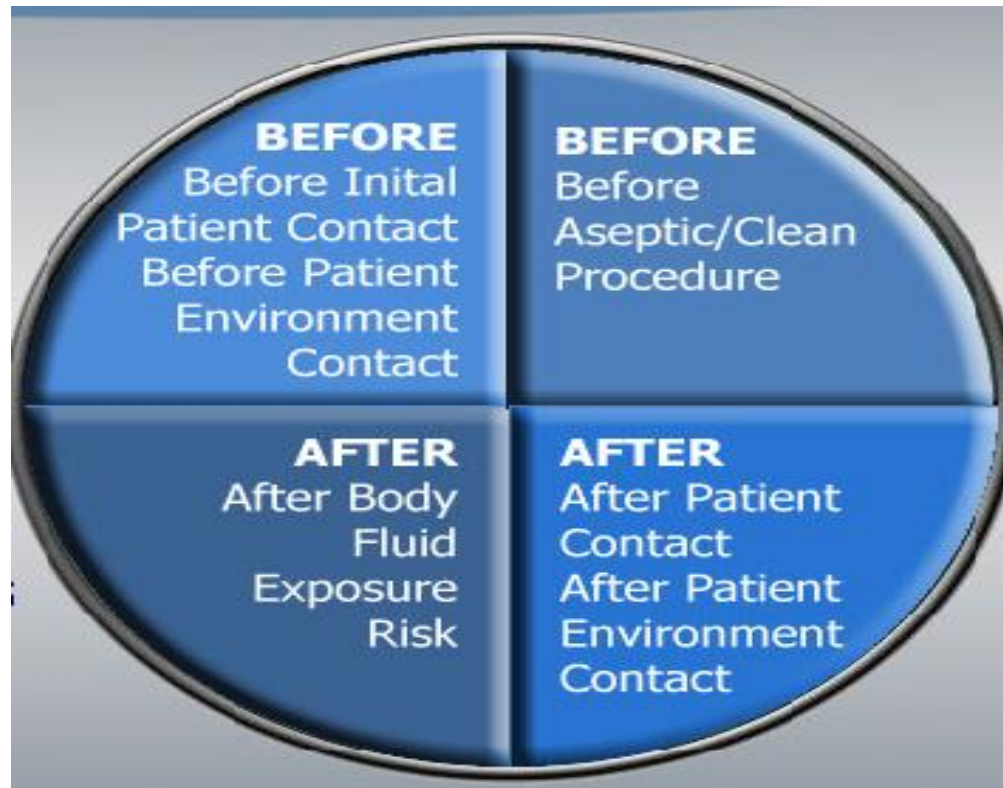 BEFORE
Before Inital
Patient Contact
Before Patient
Environment
Contact
BEFORE
Before
Aseptic/Clean
Procedure
AFTER
After Body
Fluid
Exposure
Risk
AFTER
After Patient
Contact
After Patient
Environment
Contact